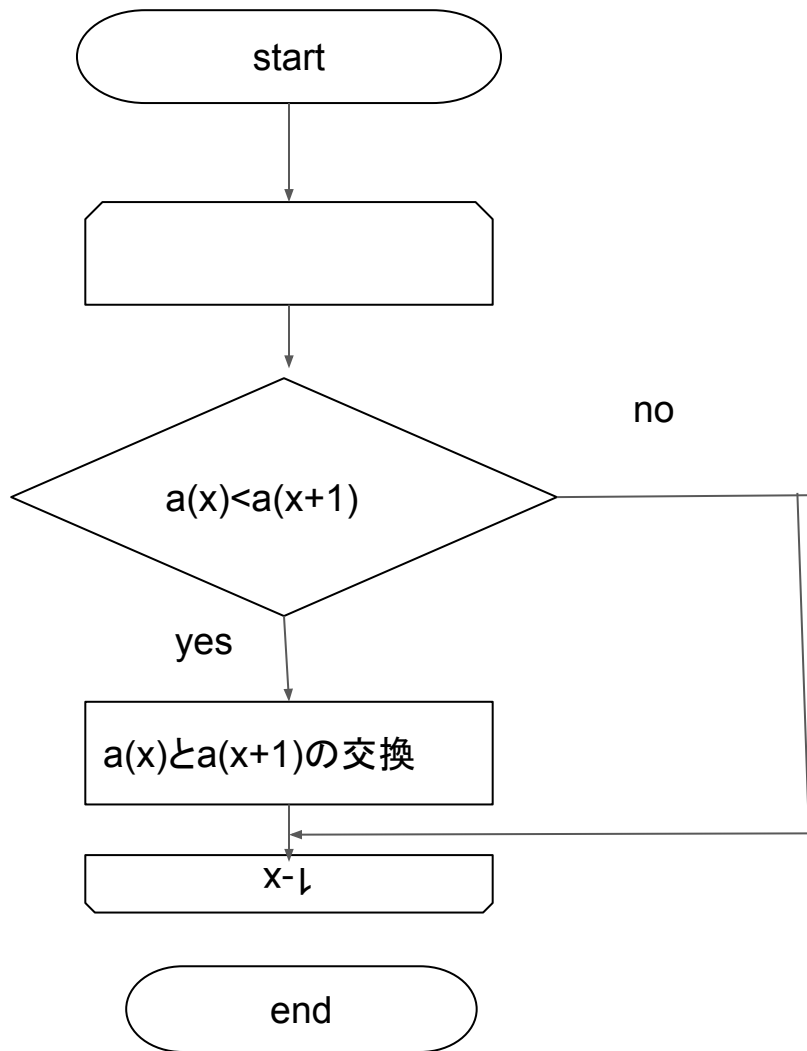 start
a(x)<a(x+1)
no
yes
a(x)とa(x+1)の交換
1-x
end